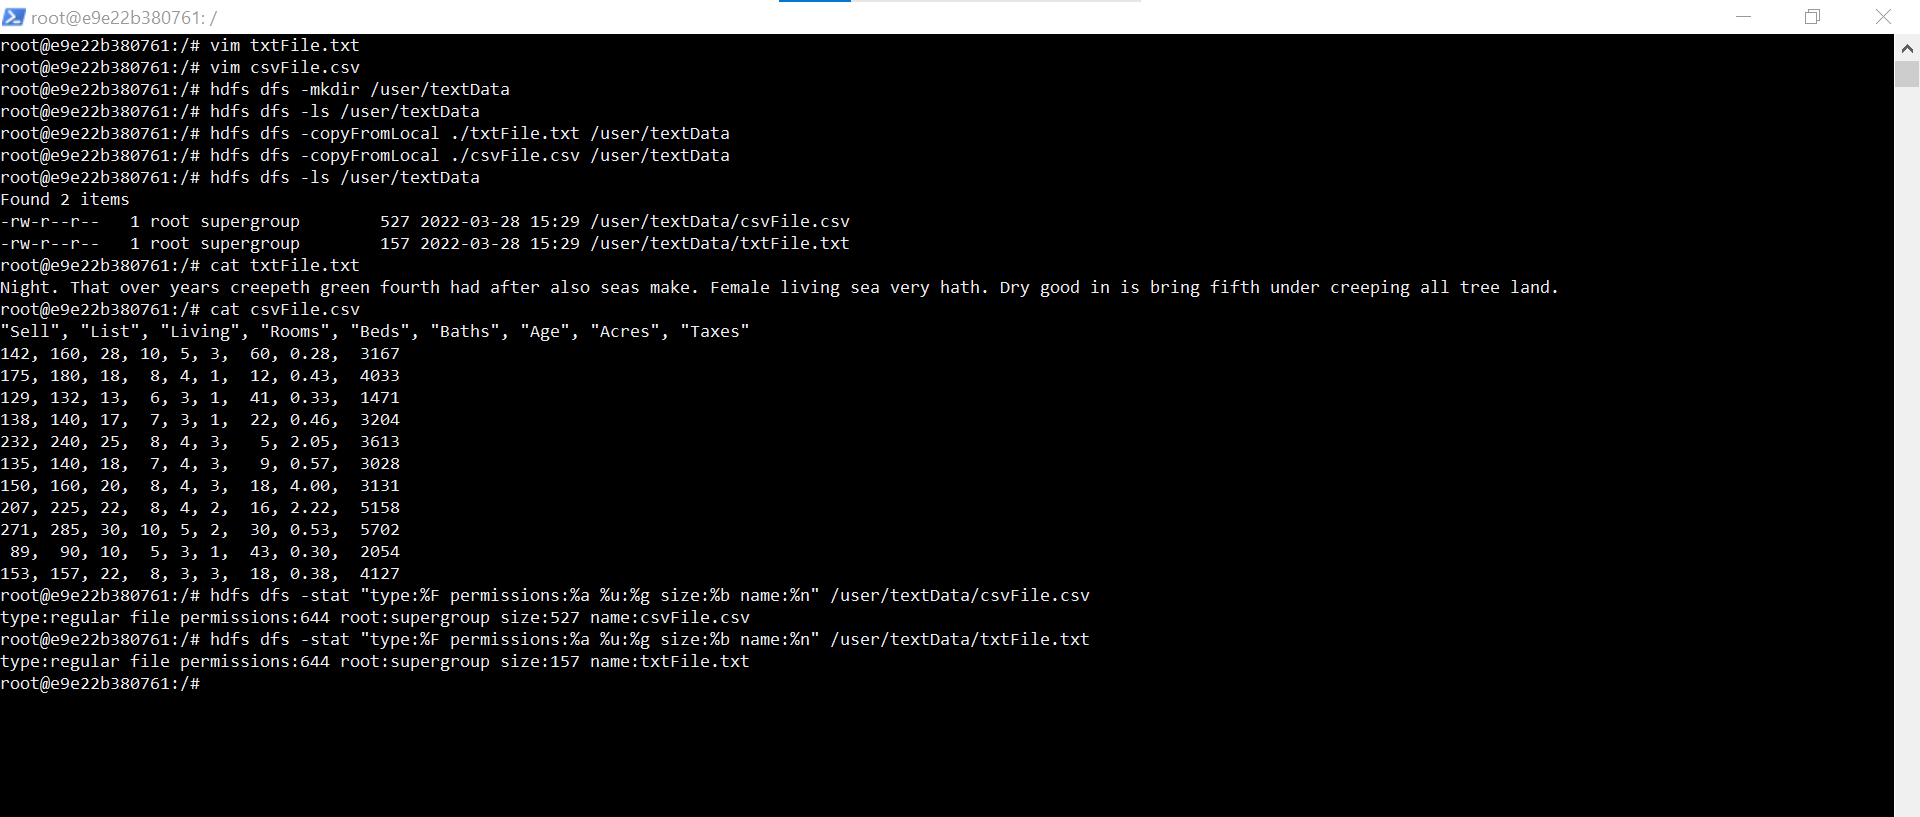 root@e9e22b380761: /
root@e9e22b380761:/# vim txtFile.txt
root@e9e22b380761:/# vim csvFile.csv
root@e9e22b380761:/# hdfs dfs -mkdir /user/textData
root@e9e22b380761:/# hdfs dfs -ls /user/textData
root@e9e22b380761:/# hdfs dfs -copyFromLocal ./txtFile.txt /user/textData
root@e9e22b380761:/# hdfs dfs -copyFromLocal ./csvFile.csv /user/textData
root@e9e22b380761:/# hdfs dfs -ls /user/textData
Found 2 items
-rw-r--r--   1 root supergroup        527 2022-03-28 15:29 /user/textData/csvFile.csv
-rw-r--r--   1 root supergroup        157 2022-03-28 15:29 /user/textData/txtFile.txt
root@e9e22b380761:/# cat txtFile.txt
Night. That over years creepeth green fourth had after also seas make. Female living sea very hath. Dry good in is bring fifth under creeping all tree land.
root@e9e22b380761:/# cat csvFile.csv
"Sell", "List", "Living", "Rooms", "Beds", "Baths", "Age", "Acres", "Taxes"
142, 160, 28, 10, 5, 3,  60, 0.28,  3167
175, 180, 18,  8, 4, 1,  12, 0.43,  4033
129, 132, 13,  6, 3, 1,  41, 0.33,  1471
138, 140, 17,  7, 3, 1,  22, 0.46,  3204
232, 240, 25,  8, 4, 3,   5, 2.05,  3613
135, 140, 18,  7, 4, 3,   9, 0.57,  3028
150, 160, 20,  8, 4, 3,  18, 4.00,  3131
207, 225, 22,  8, 4, 2,  16, 2.22,  5158
271, 285, 30, 10, 5, 2,  30, 0.53,  5702
 89,  90, 10,  5, 3, 1,  43, 0.30,  2054
153, 157, 22,  8, 3, 3,  18, 0.38,  4127
root@e9e22b380761:/# hdfs dfs -stat "type:%F permissions:%a %u:%g size:%b name:%n" /user/textData/csvFile.csv
type:regular file permissions:644 root:supergroup size:527 name:csvFile.csv
root@e9e22b380761:/# hdfs dfs -stat "type:%F permissions:%a %u:%g size:%b name:%n" /user/textData/txtFile.txt
type:regular file permissions:644 root:supergroup size:157 name:txtFile.txt
root@e9e22b380761:/#